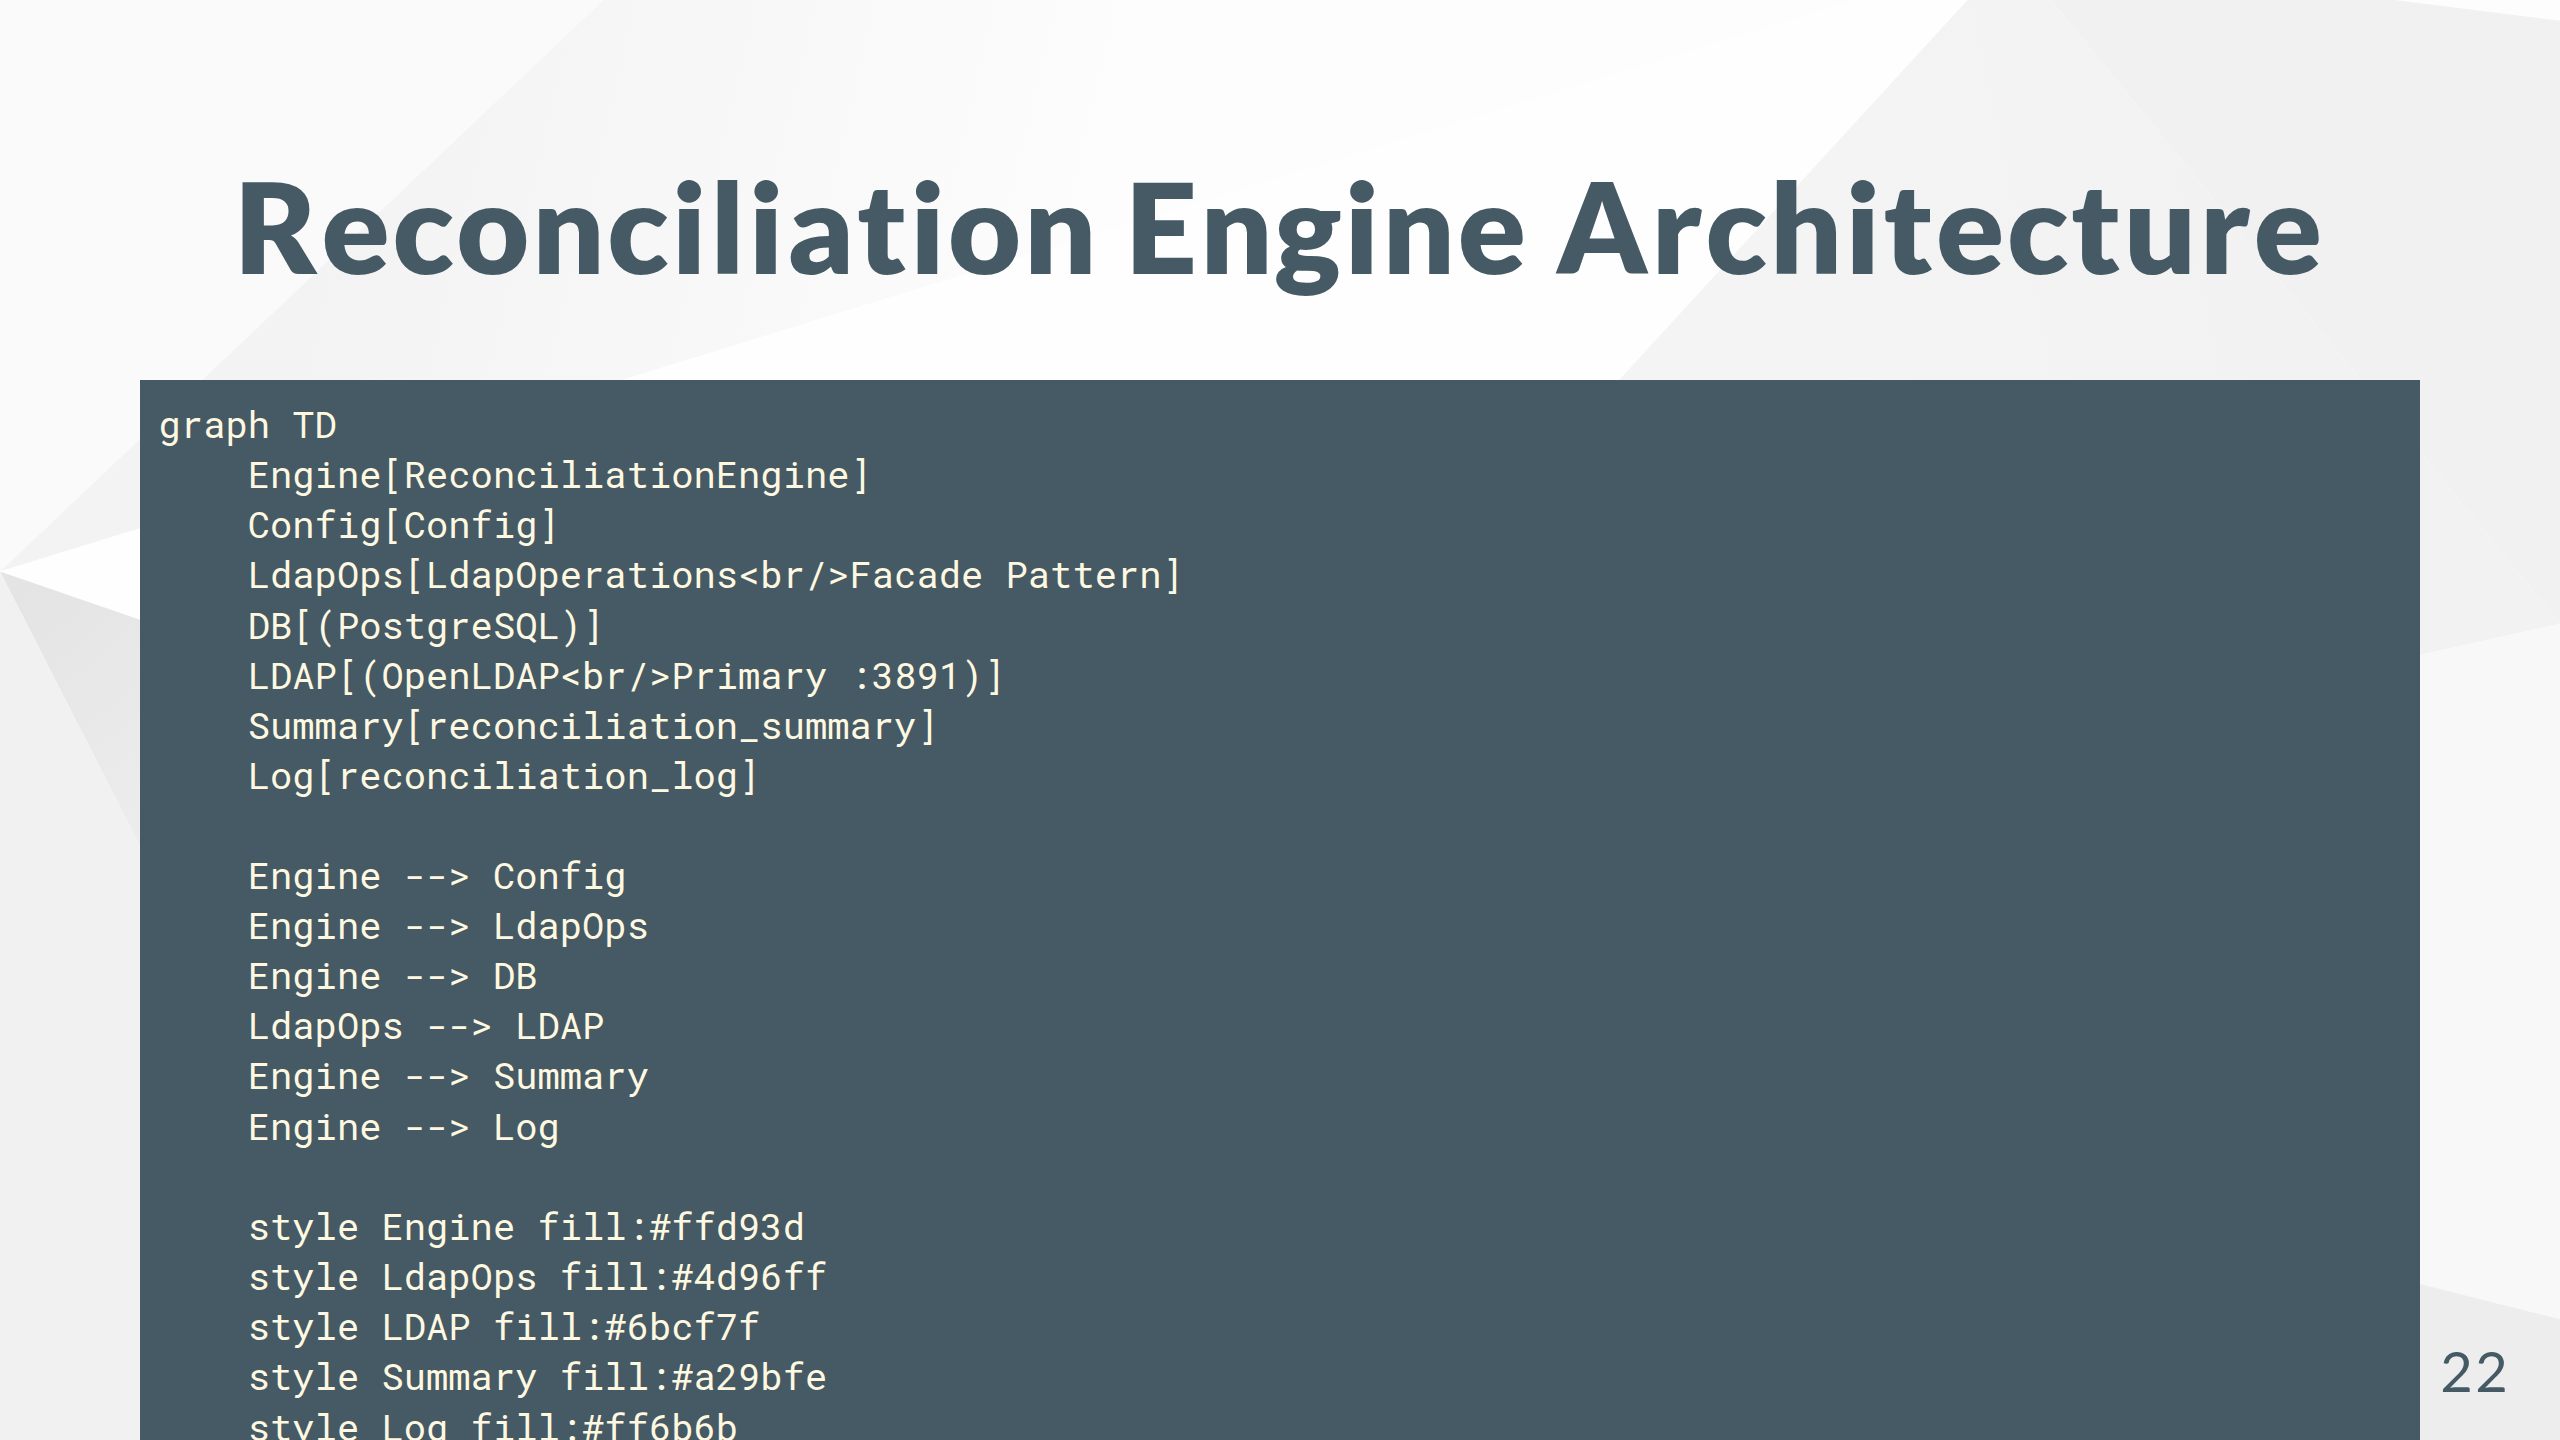 Reconciliation Engine Architecture
graph TD
    Engine[ReconciliationEngine]
    Config[Config]
    LdapOps[LdapOperations<br/>Facade Pattern]
    DB[(PostgreSQL)]
    LDAP[(OpenLDAP<br/>Primary :3891)]
    Summary[reconciliation_summary]
    Log[reconciliation_log]

    Engine --> Config
    Engine --> LdapOps
    Engine --> DB
    LdapOps --> LDAP
    Engine --> Summary
    Engine --> Log

    style Engine fill:#ffd93d
    style LdapOps fill:#4d96ff
    style LDAP fill:#6bcf7f
    style Summary fill:#a29bfe
    style Log fill:#ff6b6b
22